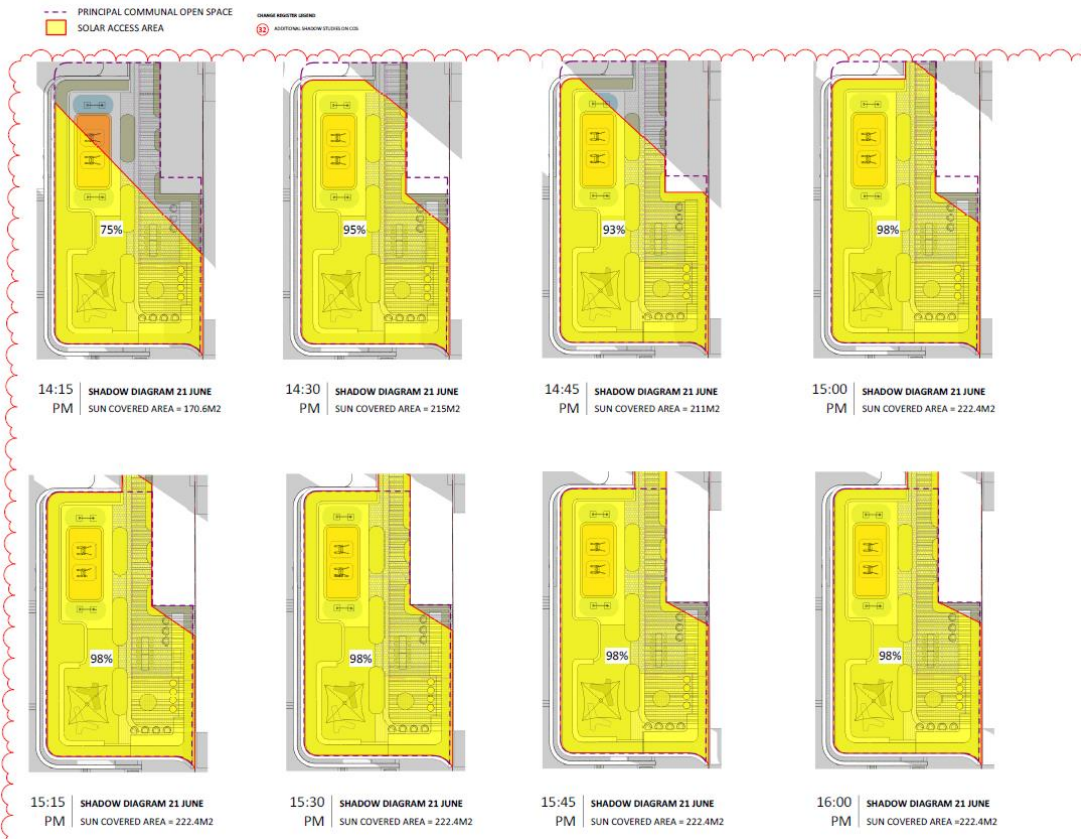 PRINCIPAL COMMUNAL OPEN SPACE
SOLAR ACCESS AREA
CHANGE REGISTER LEGEND
32 ADDITIONAL SHADOW STUDIES ON COS
75%
95%
93%
98%
14:15 PM SHADOW DIAGRAM 21 JUNE
SUN COVERED AREA = 170.6M2
14:30 PM SHADOW DIAGRAM 21 JUNE
SUN COVERED AREA = 215M2
14:45 PM SHADOW DIAGRAM 21 JUNE
SUN COVERED AREA = 211M2
15:00 PM SHADOW DIAGRAM 21 JUNE
SUN COVERED AREA = 222.4M2
98%
98%
98%
98%
15:15 PM SHADOW DIAGRAM 21 JUNE
SUN COVERED AREA = 222.4M2
15:30 PM SHADOW DIAGRAM 21 JUNE
SUN COVERED AREA = 222.4M2
15:45 PM SHADOW DIAGRAM 21 JUNE
SUN COVERED AREA = 222.4M2
16:00 PM SHADOW DIAGRAM 21 JUNE
SUN COVERED AREA =222.4M2